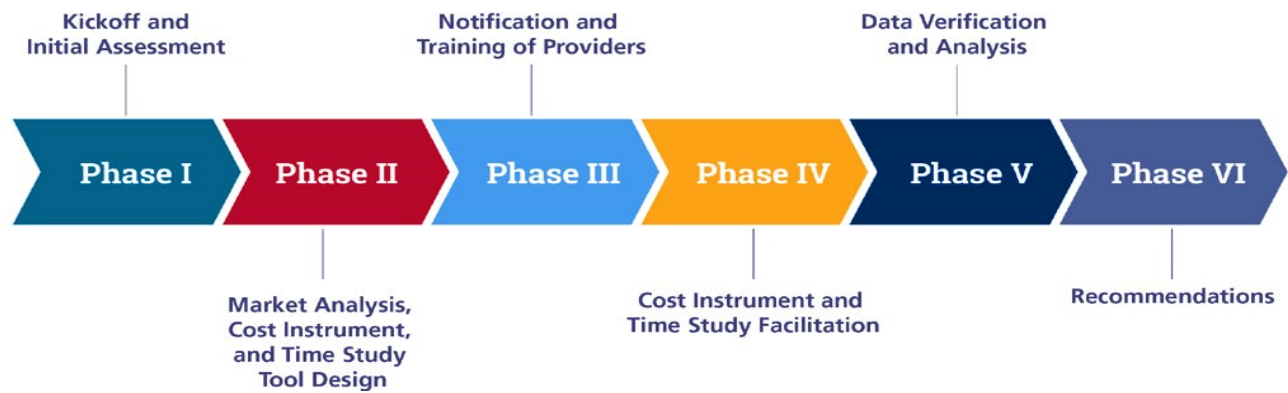 Kickoff and
Initial Assessment
Notification and
Training of Providers
Data Verification
and Analysis
Phase I
Phase II
Phase III
Phase IV
Phase V
Phase VI
Market Analysis,
Cost Instrument,
and Time Study
Tool Design
Cost Instrument and
Time Study Facilitation
Recommendations